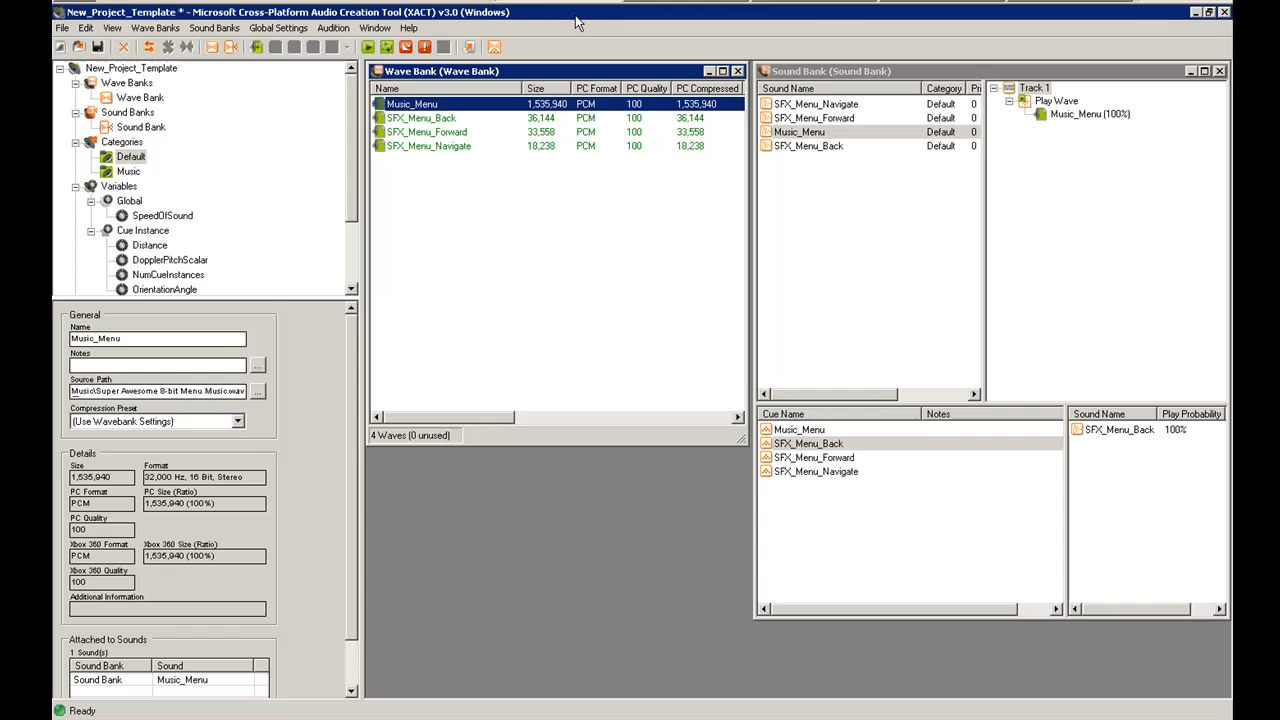 New_Project_Template * - Microsoft Cross-Platform Audio Creation Tool (XACT) v3.0 (Windows)
File Edit View Wave Banks Sound Banks Global Settings Audition Window Help
New_Project_Template
Wave Banks
Wave Bank
Sound Banks
Sound Bank
Categories
Default
Music
Variables
Global
SpeedOfSound
Cue Instance
Distance
DopplerPitchScalar
NumCueInstances
OrientationAngle
General
Name
Music_Menu
Notes
...
Source Path
Music\Super Awesome 8-bit Menu Music.wav
...
Compression Preset
(Use Wavebank Settings)
Details
Size Format
1,535,940 32,000 Hz, 16 Bit, Stereo
PC Format PC Size (Ratio)
PCM 1,535,940 (100%)
PC Quality
100
Xbox 360 Format Xbox 360 Size (Ratio)
PCM 1,535,940 (100%)
Xbox 360 Quality
100
Additional Information
Attached to Sounds
1 Sound(s)
Sound Bank Sound
Sound Bank Music_Menu
Ready
Wave Bank (Wave Bank)
Name Size PC Format PC Quality PC Compressed
Music_Menu 1,535,940 PCM 100 1,535,940
SFX_Menu_Back 36,144 PCM 100 36,144
SFX_Menu_Forward 33,558 PCM 100 33,558
SFX_Menu_Navigate 18,238 PCM 100 18,238
4 Waves (0 unused)
Sound Bank (Sound Bank)
Sound Name Category Pri
SFX_Menu_Navigate Default 0
SFX_Menu_Forward Default 0
Music_Menu Default 0
SFX_Menu_Back Default 0
Track 1
Play Wave
Music_Menu (100%)
Cue Name Notes
Music_Menu
SFX_Menu_Back
SFX_Menu_Forward
SFX_Menu_Navigate
Sound Name Play Probability
SFX_Menu_Back 100%